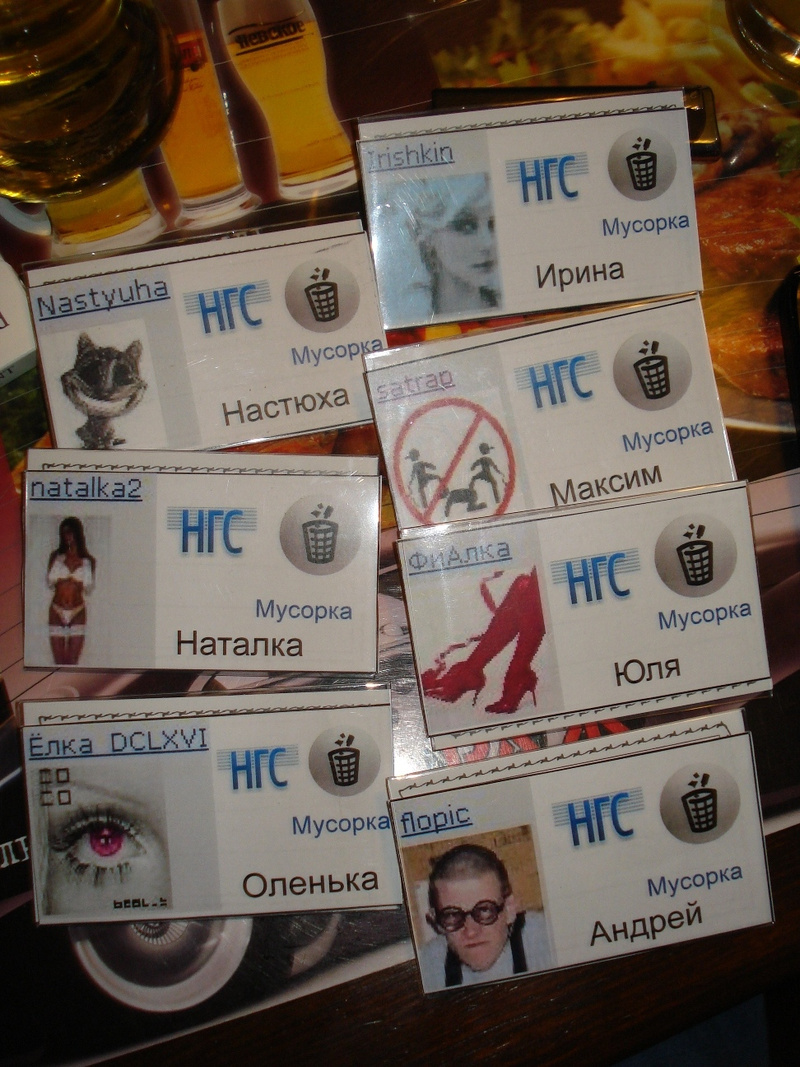 Невское
Irishkin
НГС
Мусорка
Ирина
Nastyuha
НГС
Мусорка
Настюха
satrap
НГС
Мусорка
Максим
natalka2
НГС
Мусорка
Наталка
ФиАлка
НГС
Мусорка
Юля
Ёлка DCLXVI
НГС
Мусорка
Оленька
flopic
НГС
Мусорка
Андрей